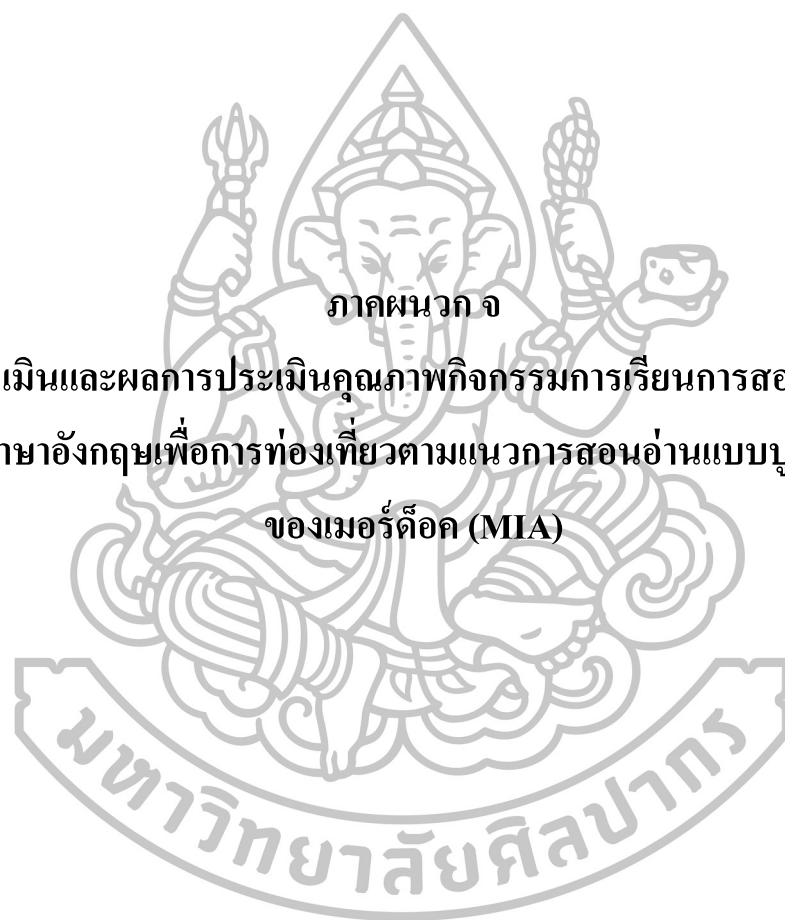 ภาคผนวก จ
เมินและผลการประเมินคุณภาพกิจกรรมการเรียนการสอ
าษาอังกฤษเพื่อการท่องเที่ยวตามแนวการสอนอ่านแบบบู
ของเมอร์ด็อค (MIA)
มหาวิทยาลัยศิลปากร